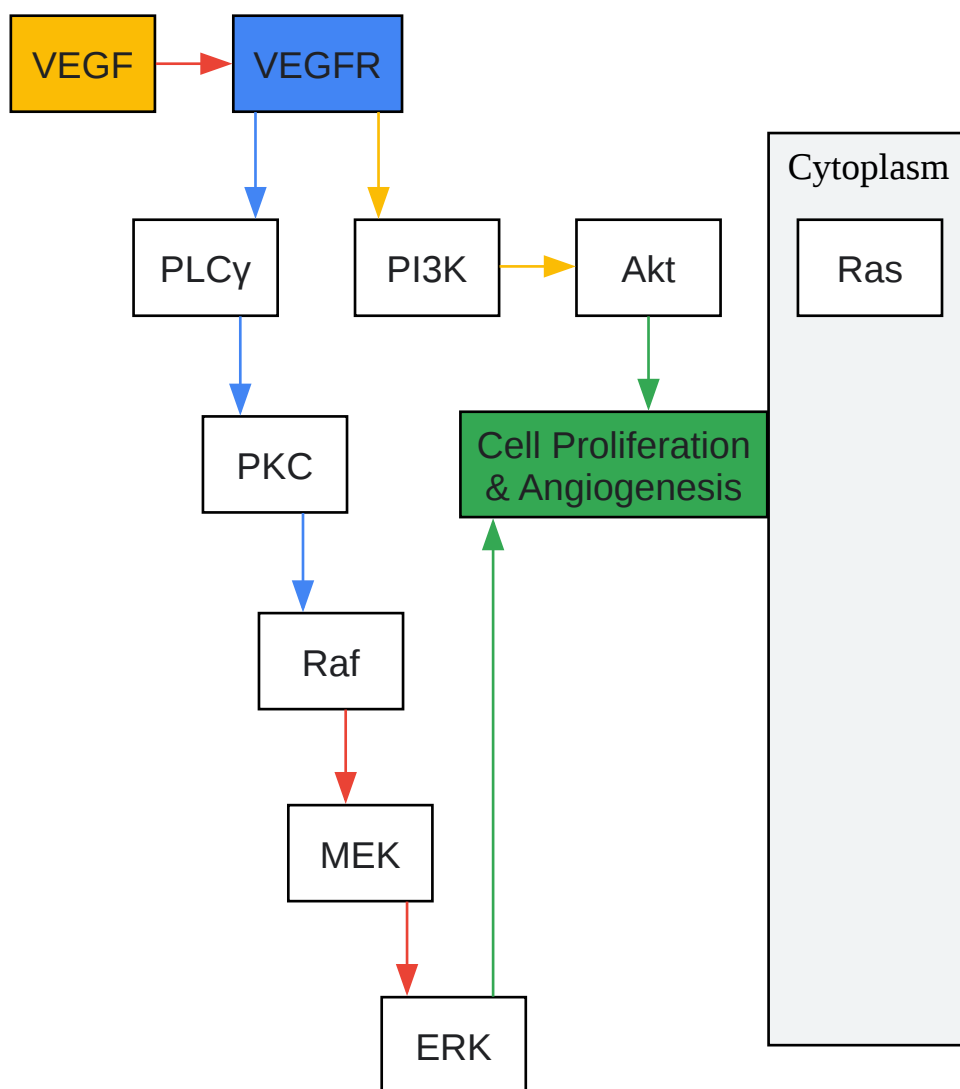 VEGF
VEGFR
Cytoplasm
PLCγ
PI3K
Akt
Ras
Cell Proliferation
& Angiogenesis
PKC
Raf
MEK
ERK